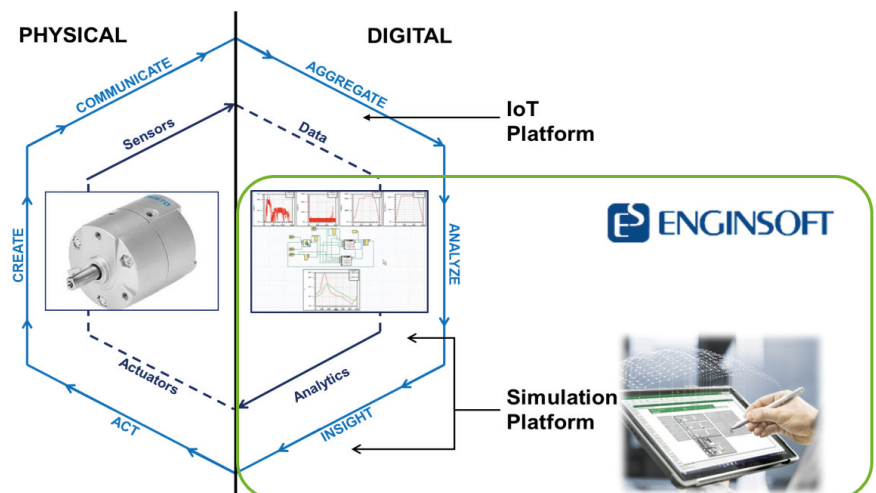 PHYSICAL
DIGITAL
COMMUNICATE
AGGREGATE
IoT
Platform
Sensors
Data
ENGINSOFT
CREATE
ANALYZE
Actuators
Analytics
Simulation
Platform
ACT
INSIGHT